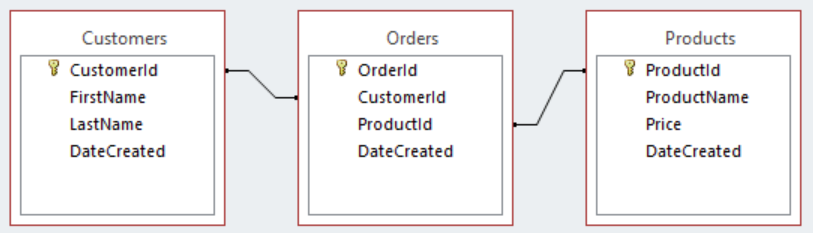 Customers
CustomerId
FirstName
LastName
DateCreated
Orders
OrderId
CustomerId
ProductId
DateCreated
Products
ProductId
ProductName
Price
DateCreated